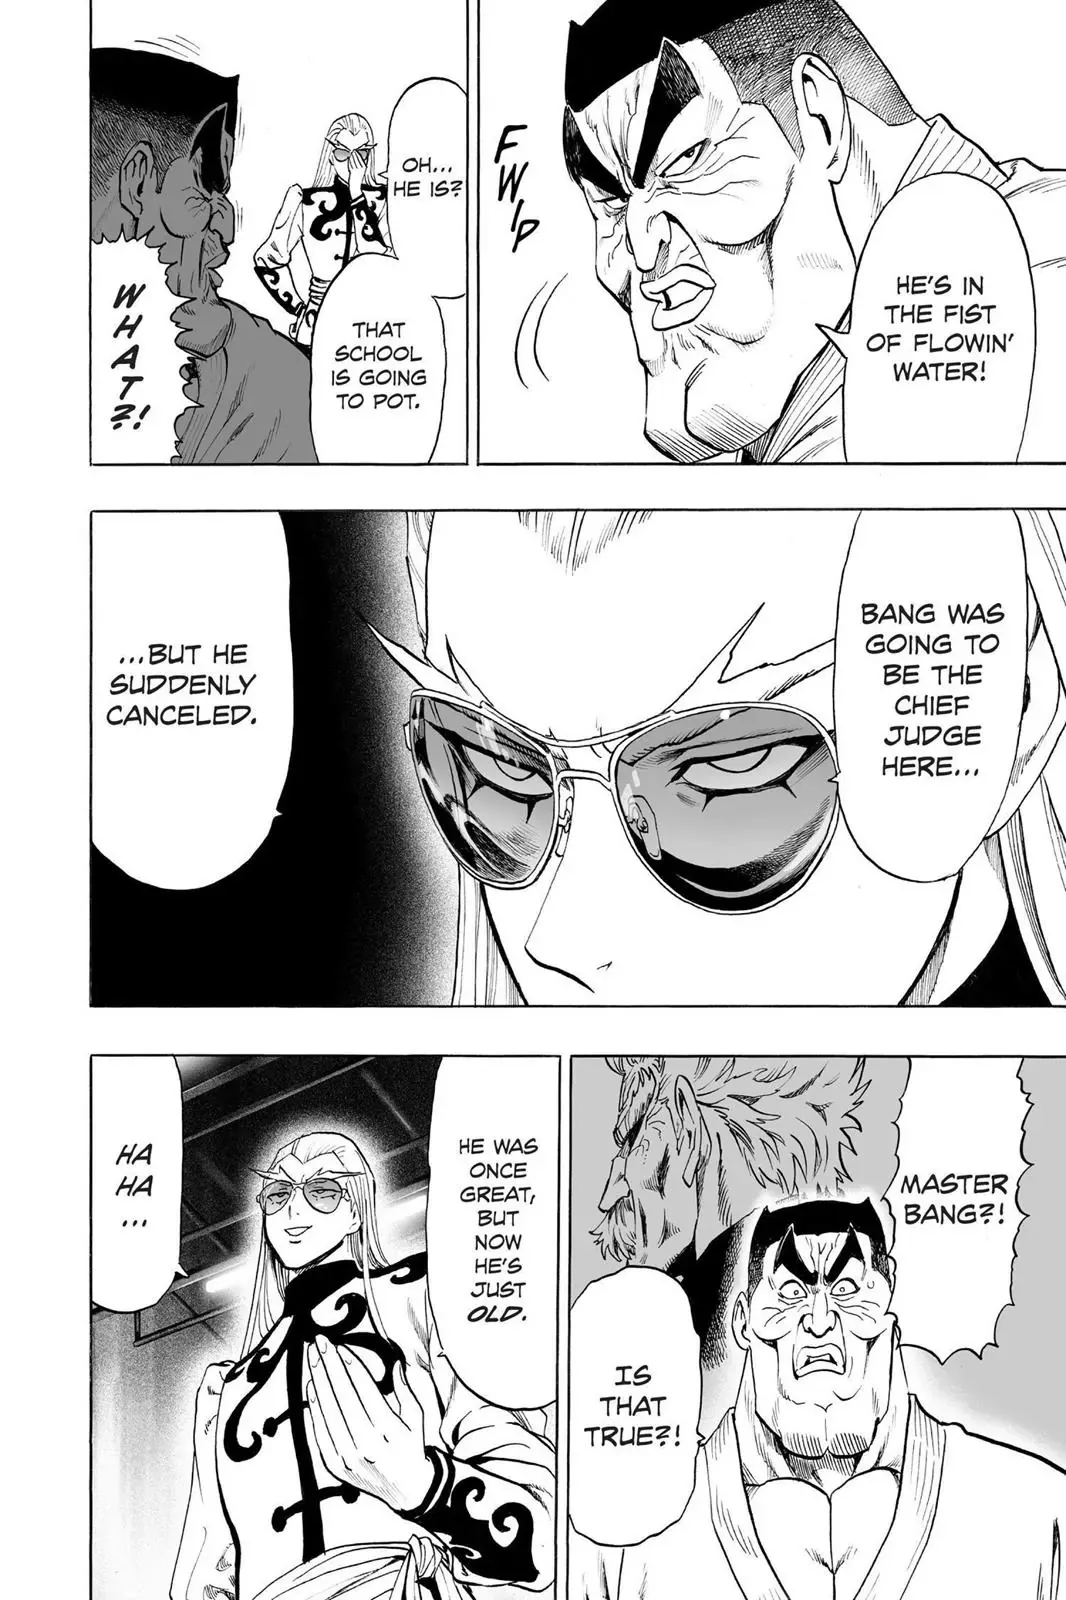 HE'S IN
THE FIST
OF FLOWIN'
WATER!
FWIP
OH...
HE IS?
THAT
SCHOOL
IS GOING
TO POT.
WHAT?!
BANG WAS
GOING TO
BE THE
CHIEF
JUDGE
HERE...
...BUT HE
SUDDENLY
CANCELED.
MASTER
BANG?!
IS
THAT
TRUE?!
HE WAS
ONCE
GREAT,
BUT
NOW
HE'S
JUST
OLD.
HA
HA
...